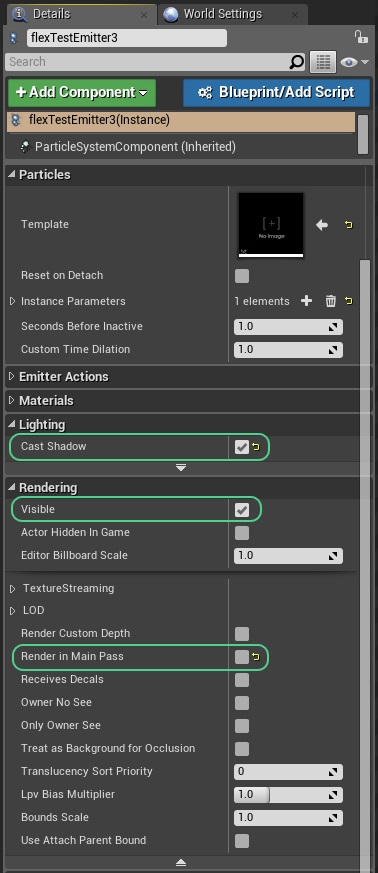 Details
World Settings
flexTestEmitter3
Search
+ Add Component
Blueprint/Add Script
flexTestEmitter3(Instance)
ParticleSystemComponent (Inherited)
Particles
Template
No Image
Reset on Detach
Instance Parameters 1 elements
Seconds Before Inactive 1.0
Custom Time Dilation 1.0
Emitter Actions
Materials
Lighting
Cast Shadow
Rendering
Visible
Actor Hidden In Game
Editor Billboard Scale 1.0
TextureStreaming
LOD
Render Custom Depth
Render in Main Pass
Receives Decals
Owner No See
Only Owner See
Treat as Background for Occlusion
Translucency Sort Priority 0
Lpv Bias Multiplier 1.0
Bounds Scale 1.0
Use Attach Parent Bound